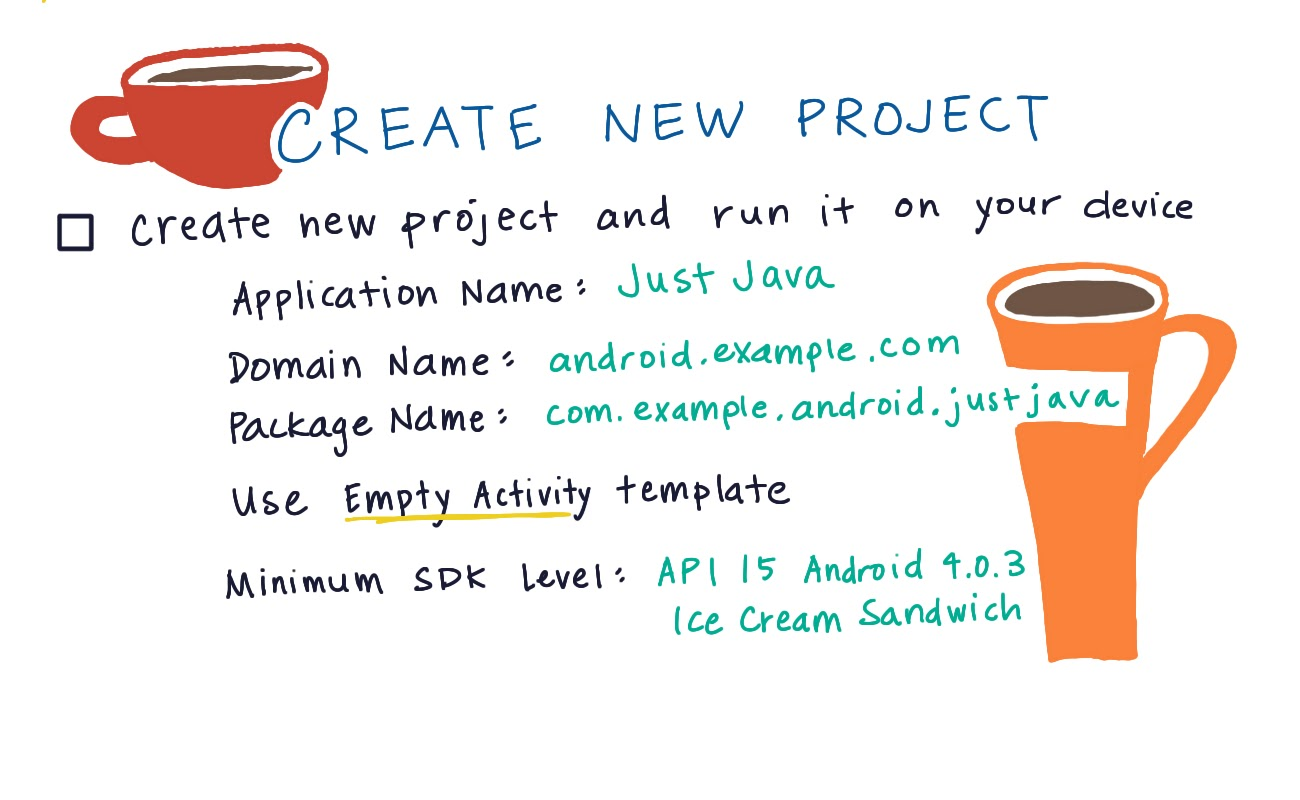 CREATE NEW PROJECT
create new project and run it on your device
Application Name: Just Java
Domain Name: android.example.com
Package Name: com.example.android.justjava
Use Empty Activity template
Minimum SDK Level: API 15 Android 4.0.3
Ice Cream Sandwich